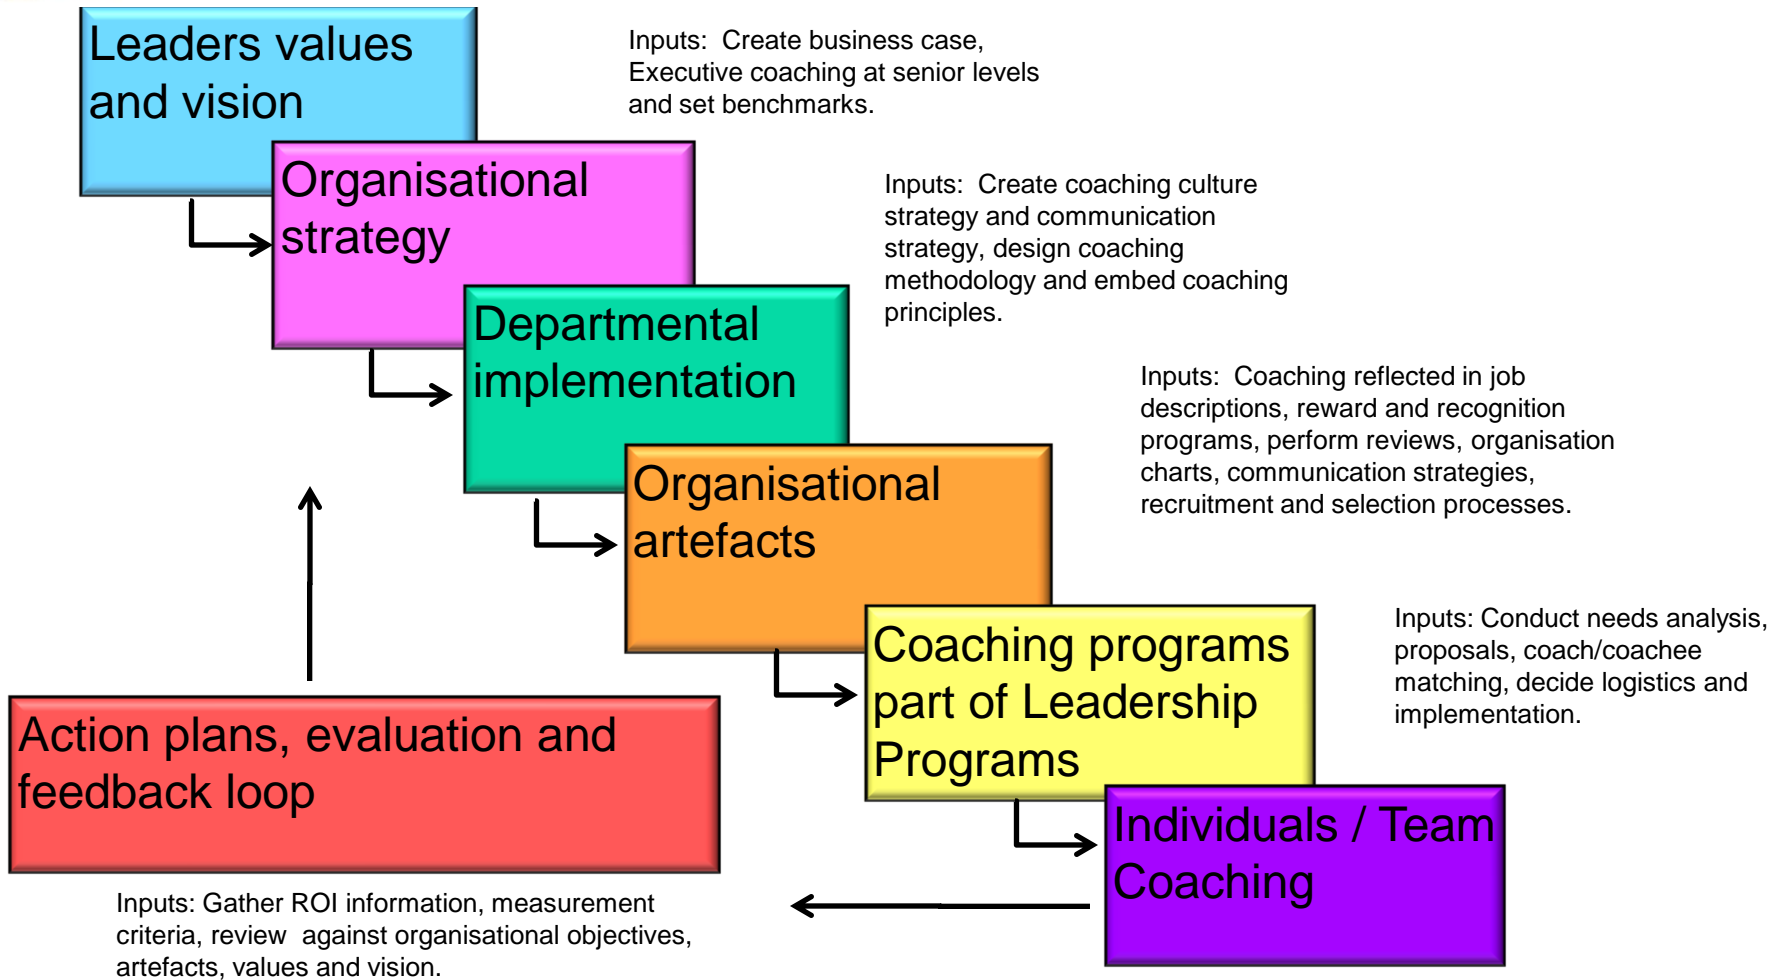 Leaders values
and vision
Inputs:  Create business case,
Executive coaching at senior levels
and set benchmarks.
Organisational
strategy
Inputs:  Create coaching culture
strategy and communication
strategy, design coaching
methodology and embed coaching
principles.
Departmental
implementation
Inputs:  Coaching reflected in job
descriptions, reward and recognition
programs, perform reviews, organisation
charts, communication strategies,
recruitment and selection processes.
Organisational
artefacts
Inputs: Conduct needs analysis,
proposals, coach/coachee
matching, decide logistics and
implementation.
Coaching programs
part of Leadership
Programs
Action plans, evaluation and
feedback loop
Individuals / Team
Coaching
Inputs: Gather ROI information, measurement
criteria, review  against organisational objectives,
artefacts, values and vision.